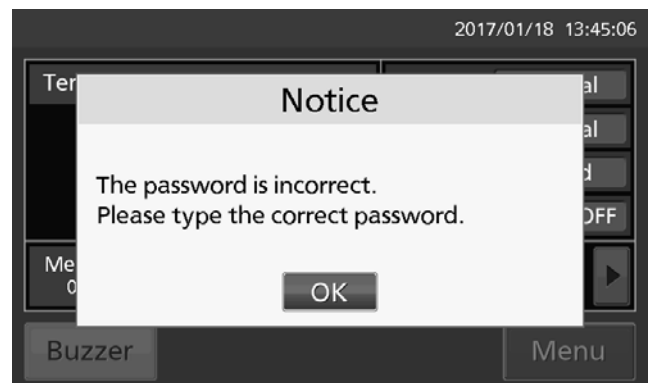 2017/01/18 13:45:06
Notice
The password is incorrect.
Please type the correct password.
OK
Buzzer
Menu